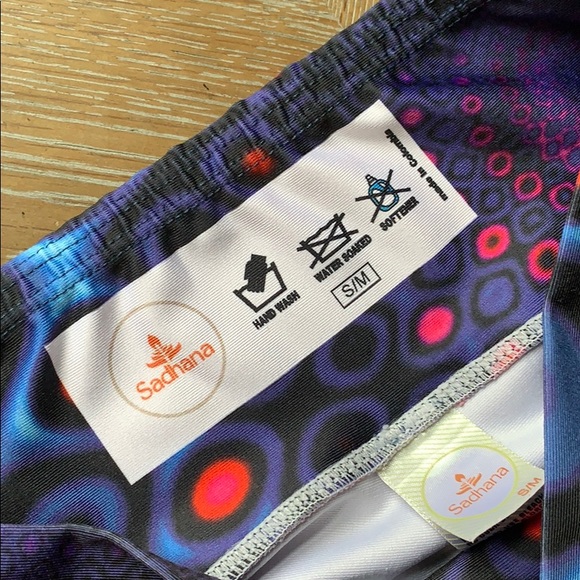 Sadhana
HAND WASH
WATER SOAKED
SOFTENER
S/M
Made in Colombia
Sadhana
S/M